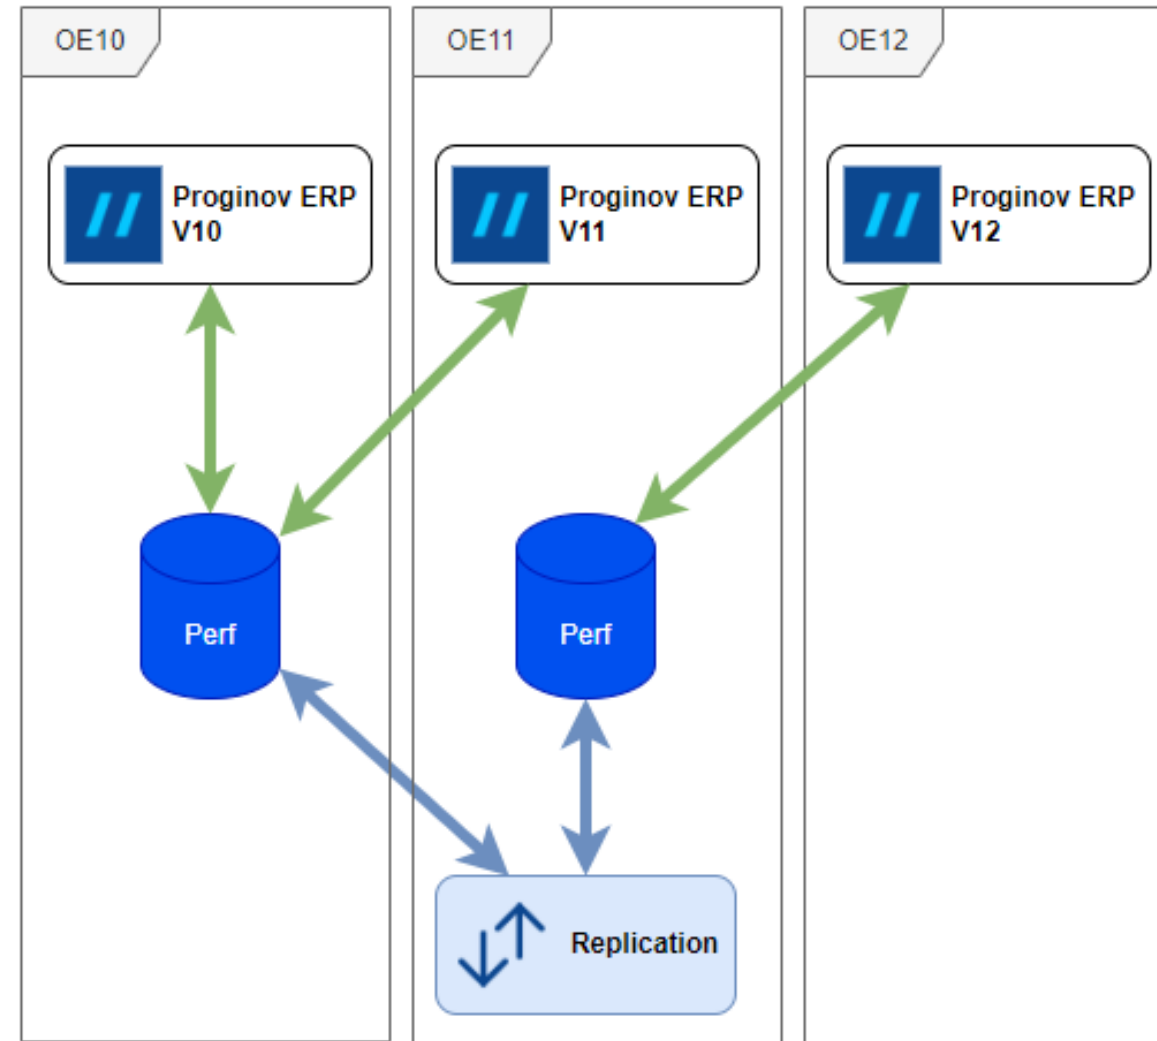 OE10
OE11
OE12
Proginov ERP
V10
Proginov ERP
V11
Proginov ERP
V12
Perf
Perf
Replication